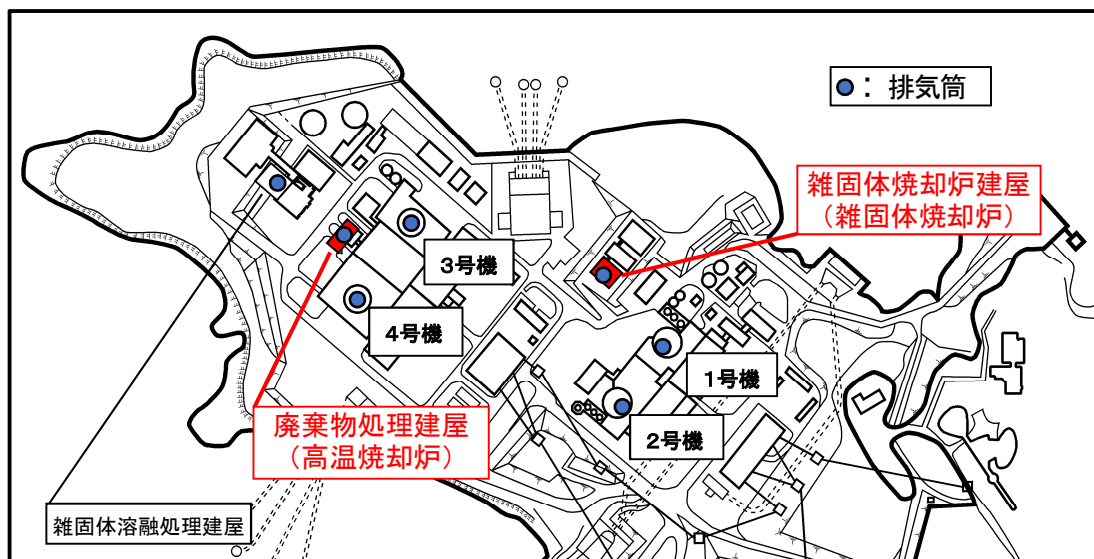 ：排気筒
雑固体焼却炉建屋
（雑固体焼却炉）
3号機
4号機
1号機
2号機
廃棄物処理建屋
（高温焼却炉）
雑固体溶融処理建屋